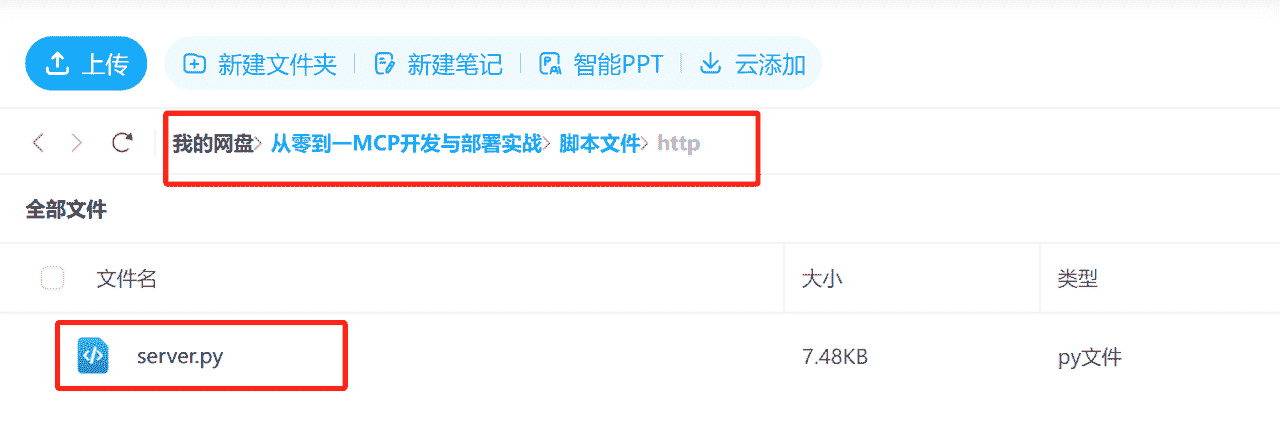 上传 新建文件夹 新建笔记 智能PPT 云添加
我的网盘> 从零到一MCP开发与部署实战> 脚本文件> http
全部文件
文件名 大小 类型
server.py 7.48KB py文件